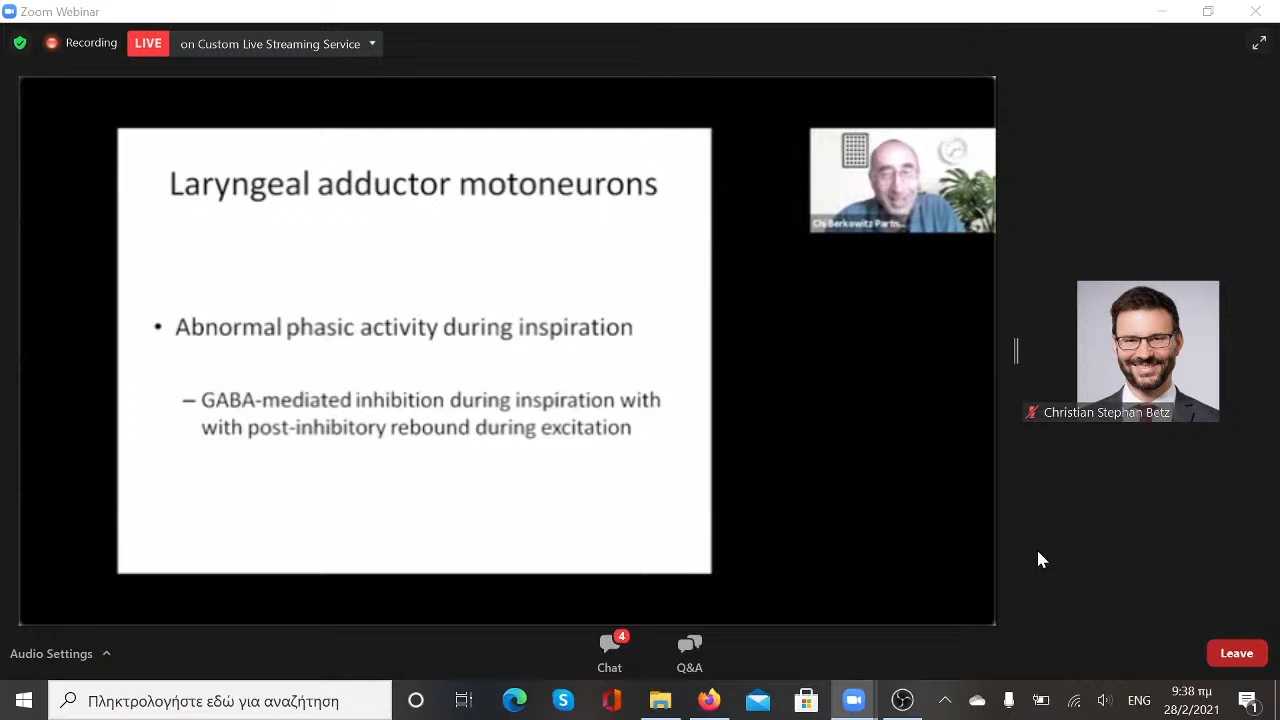 Zoom Webinar
Recording
LIVE
on Custom Live Streaming Service
Laryngeal adductor motoneurons
• Abnormal phasic activity during inspiration
– GABA-mediated inhibition during inspiration with
with post-inhibitory rebound during excitation
Berkowitz
Christian Stephan Betz
Audio Settings
4
Chat
Q&A
Leave
Πληκτρολογήστε εδώ για αναζήτηση
ENG
9:38 πμ
28/2/2021
1